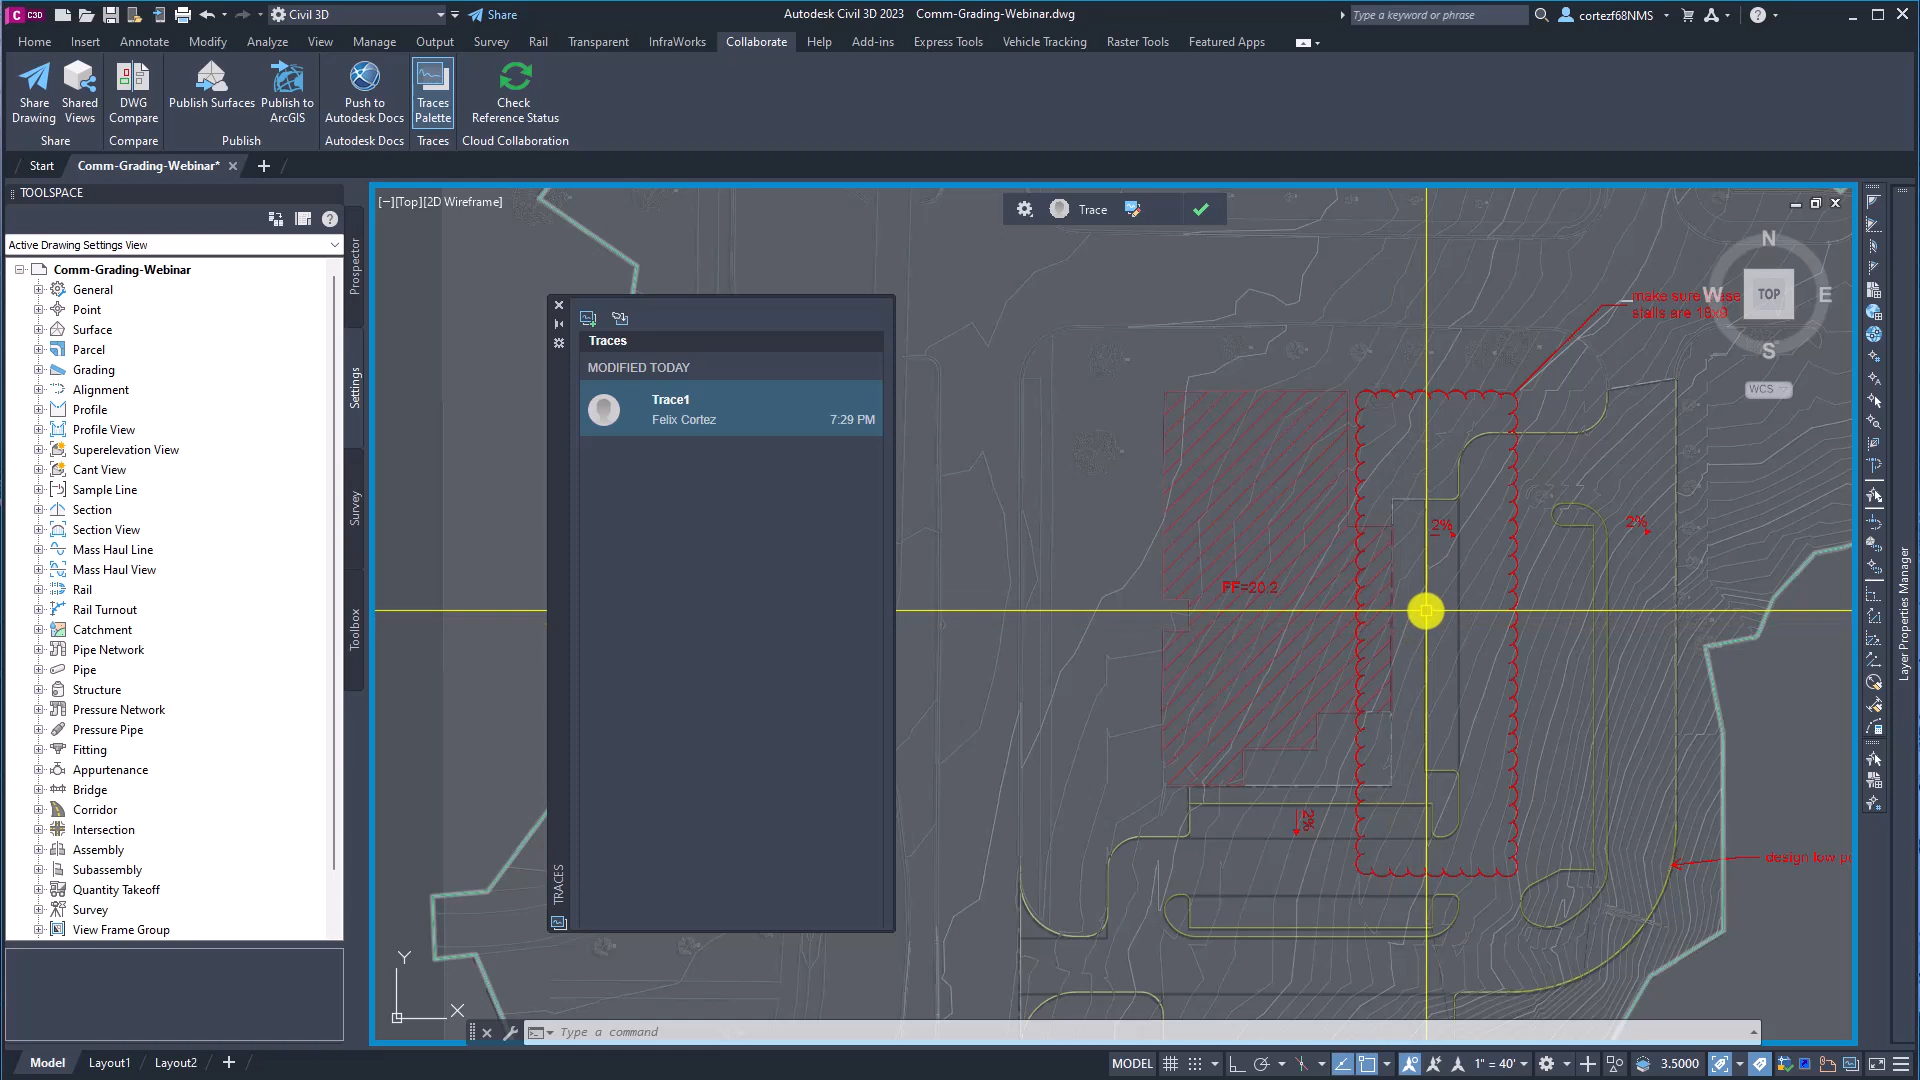 C3D
Civil 3D
Share
Autodesk Civil 3D 2023 Comm-Grading-Webinar.dwg
Type a keyword or phrase
cortezf68NMS
Home Insert Annotate Modify Analyze View Manage Output Survey Rail Transparent InfraWorks Collaborate Help Add-ins Express Tools Vehicle Tracking Raster Tools Featured Apps
Share Drawing
Shared Views
DWG Compare
Publish Surfaces
Publish to ArcGIS
Push to Autodesk Docs
Traces Palette
Check Reference Status
Share Compare Publish Autodesk Docs Traces Cloud Collaboration
Start Comm-Grading-Webinar*
TOOLSPACE
Active Drawing Settings View
Comm-Grading-Webinar
General
Point
Surface
Parcel
Grading
Alignment
Profile
Profile View
Superelevation View
Cant View
Sample Line
Section
Section View
Mass Haul Line
Mass Haul View
Rail
Rail Turnout
Catchment
Pipe Network
Pipe
Structure
Pressure Network
Pressure Pipe
Fitting
Appurtenance
Bridge
Corridor
Intersection
Assembly
Subassembly
Quantity Takeoff
Survey
View Frame Group
Prospector
Settings
Survey
Toolbox
[−][Top][2D Wireframe]
Trace
Traces
MODIFIED TODAY
Trace1
Felix Cortez 7:29 PM
TRACES
N
W TOP E
S
WCS
make sure
stalls are 18x9
2%
2%
FF=20.2
2%
design low
Y
X
Type a command
Layer Properties Manager
Model Layout1 Layout2
MODEL
1" = 40'
3.5000